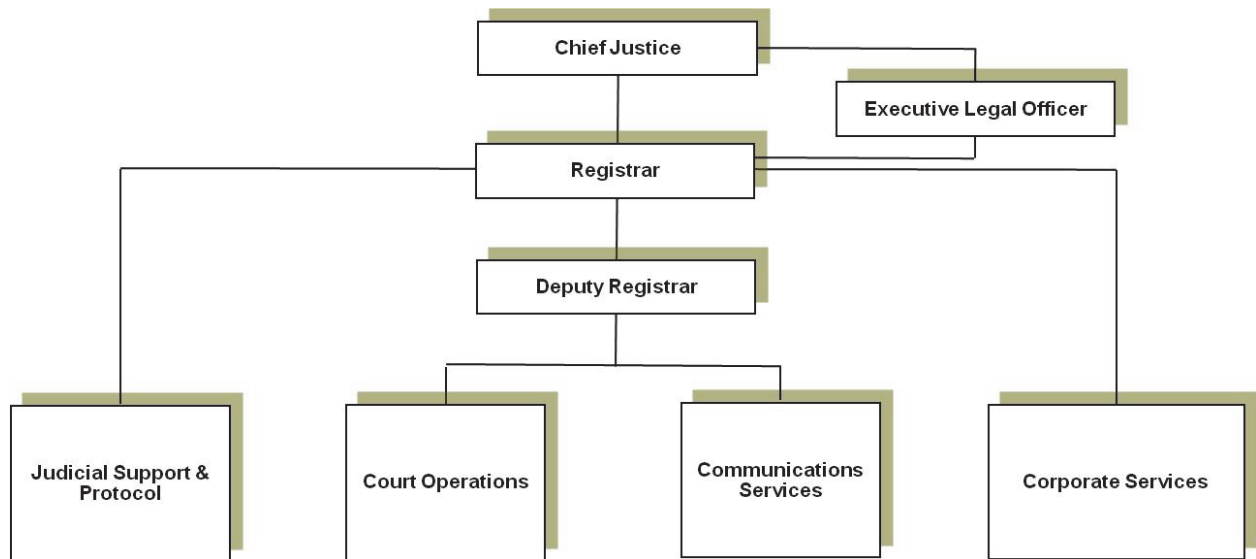 Chief Justice
Executive Legal Officer
Registrar
Deputy Registrar
Judicial Support &
Protocol
Court Operations
Communications
Services
Corporate Services